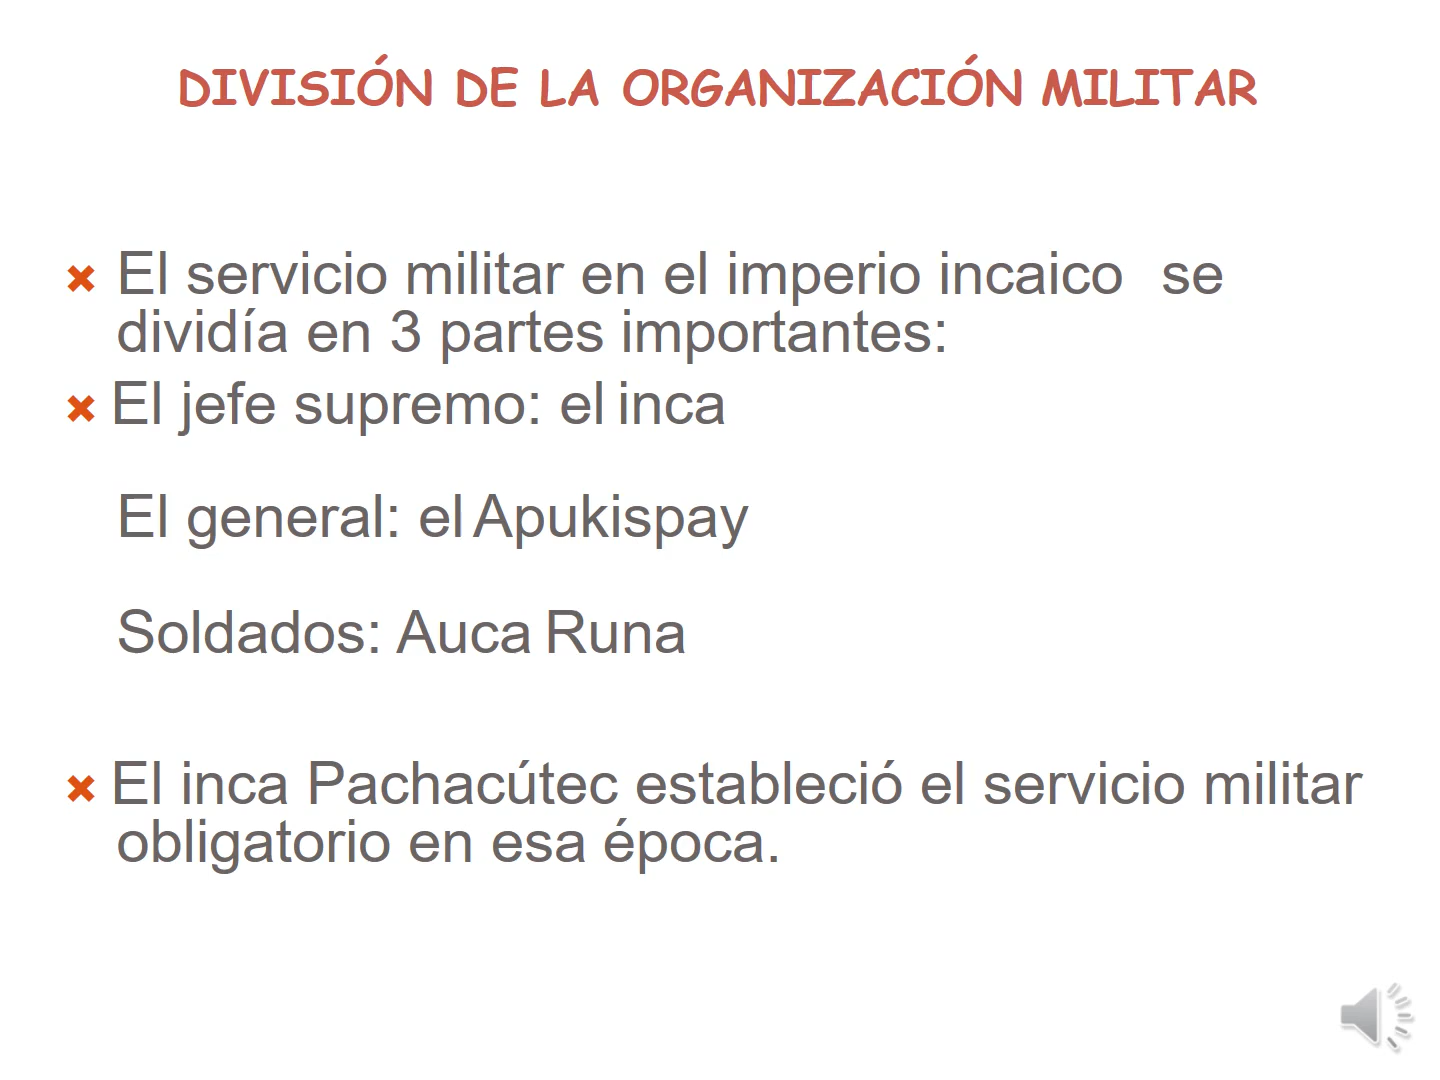 DIVISIÓN DE LA ORGANIZACIÓN MILITAR
El servicio militar en el imperio incaico se
dividía en 3 partes importantes:
El jefe supremo: el inca
El general: el Apukispay
Soldados: Auca Runa
El inca Pachacútec estableció el servicio militar
obligatorio en esa época.